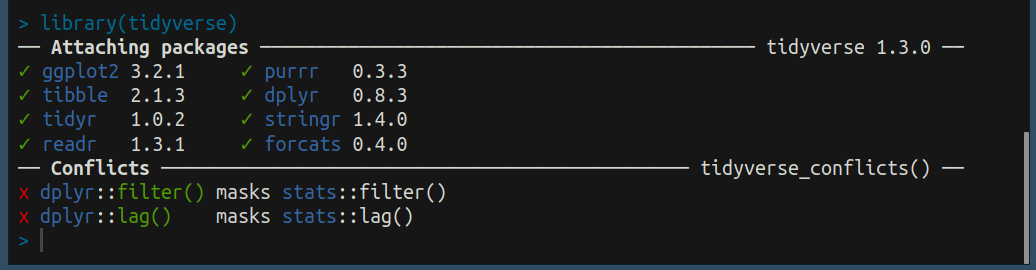 > library(tidyverse)
── Attaching packages ───────────────────────────────────────────── tidyverse 1.3.0 ──
✓ ggplot2 3.2.1     ✓ purrr   0.3.3
✓ tibble  2.1.3     ✓ dplyr   0.8.3
✓ tidyr   1.0.2     ✓ stringr 1.4.0
✓ readr   1.3.1     ✓ forcats 0.4.0
── Conflicts ──────────────────────────────────────────────── tidyverse_conflicts() ──
x dplyr::filter() masks stats::filter()
x dplyr::lag()    masks stats::lag()
>